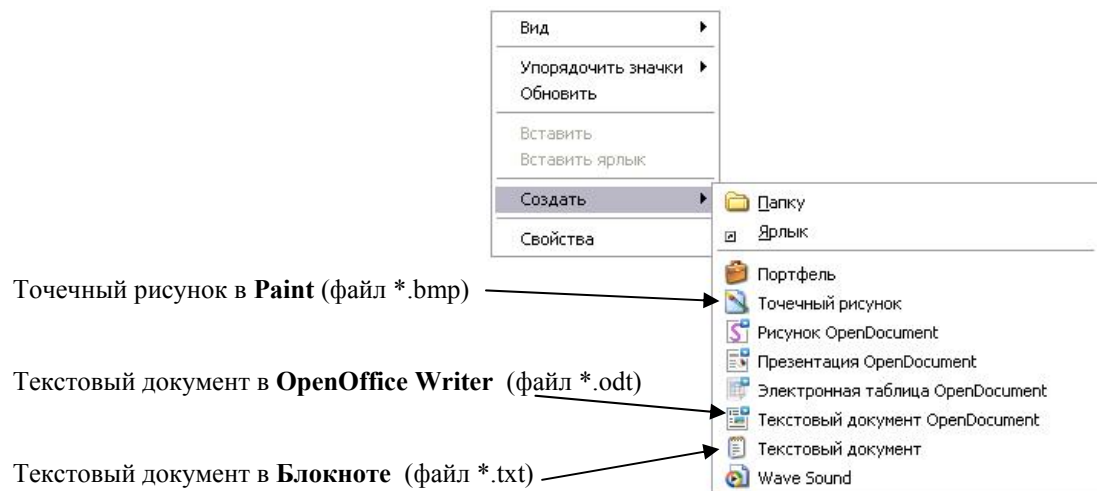 Вид
Упорядочить значки
Обновить
Вставить
Вставить ярлык
Создать
Свойства
Папку
Ярлык
Портфель
Точечный рисунок
Рисунок OpenDocument
Презентация OpenDocument
Электронная таблица OpenDocument
Текстовый документ OpenDocument
Текстовый документ
Wave Sound
Точечный рисунок в Paint (файл *.bmp)
Текстовый документ в OpenOffice Writer (файл *.odt)
Текстовый документ в Блокноте (файл *.txt)